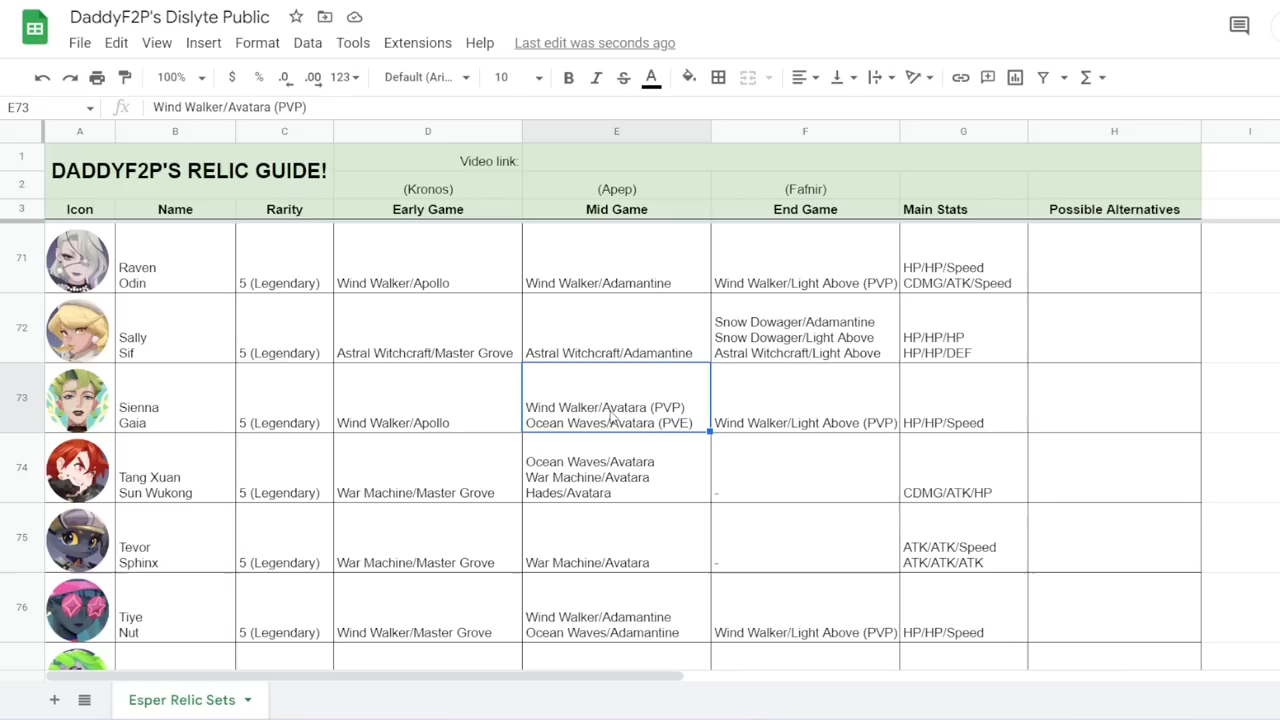 DaddyF2P's Dislyte Public
File Edit View Insert Format Data Tools Extensions Help Last edit was seconds ago
100% $ % .0 .00 123 Default (Ari... 10 B I S A Σ
E73 fx Wind Walker/Avatara (PVP)
A B C D E F G H I
1 DADDYF2P'S RELIC GUIDE! Video link:
2 (Kronos) (Apep) (Fafnir)
3 Icon Name Rarity Early Game Mid Game End Game Main Stats Possible Alternatives
71
Raven HP/HP/Speed
Odin 5 (Legendary) Wind Walker/Apollo Wind Walker/Adamantine Wind Walker/Light Above (PVP) CDMG/ATK/Speed
72 Snow Dowager/Adamantine
Sally Snow Dowager/Light Above HP/HP/HP
Sif 5 (Legendary) Astral Witchcraft/Master Grove Astral Witchcraft/Adamantine Astral Witchcraft/Light Above HP/HP/DEF
73
Sienna Wind Walker/Avatara (PVP)
Gaia 5 (Legendary) Wind Walker/Apollo Ocean Waves/Avatara (PVE) Wind Walker/Light Above (PVP) HP/HP/Speed
74 Ocean Waves/Avatara
Tang Xuan War Machine/Avatara
Sun Wukong 5 (Legendary) War Machine/Master Grove Hades/Avatara - CDMG/ATK/HP
75
Tevor ATK/ATK/Speed
Sphinx 5 (Legendary) War Machine/Master Grove War Machine/Avatara - ATK/ATK/ATK
76
Tiye Wind Walker/Adamantine
Nut 5 (Legendary) Wind Walker/Master Grove Ocean Waves/Adamantine Wind Walker/Light Above (PVP) HP/HP/Speed
+ Esper Relic Sets